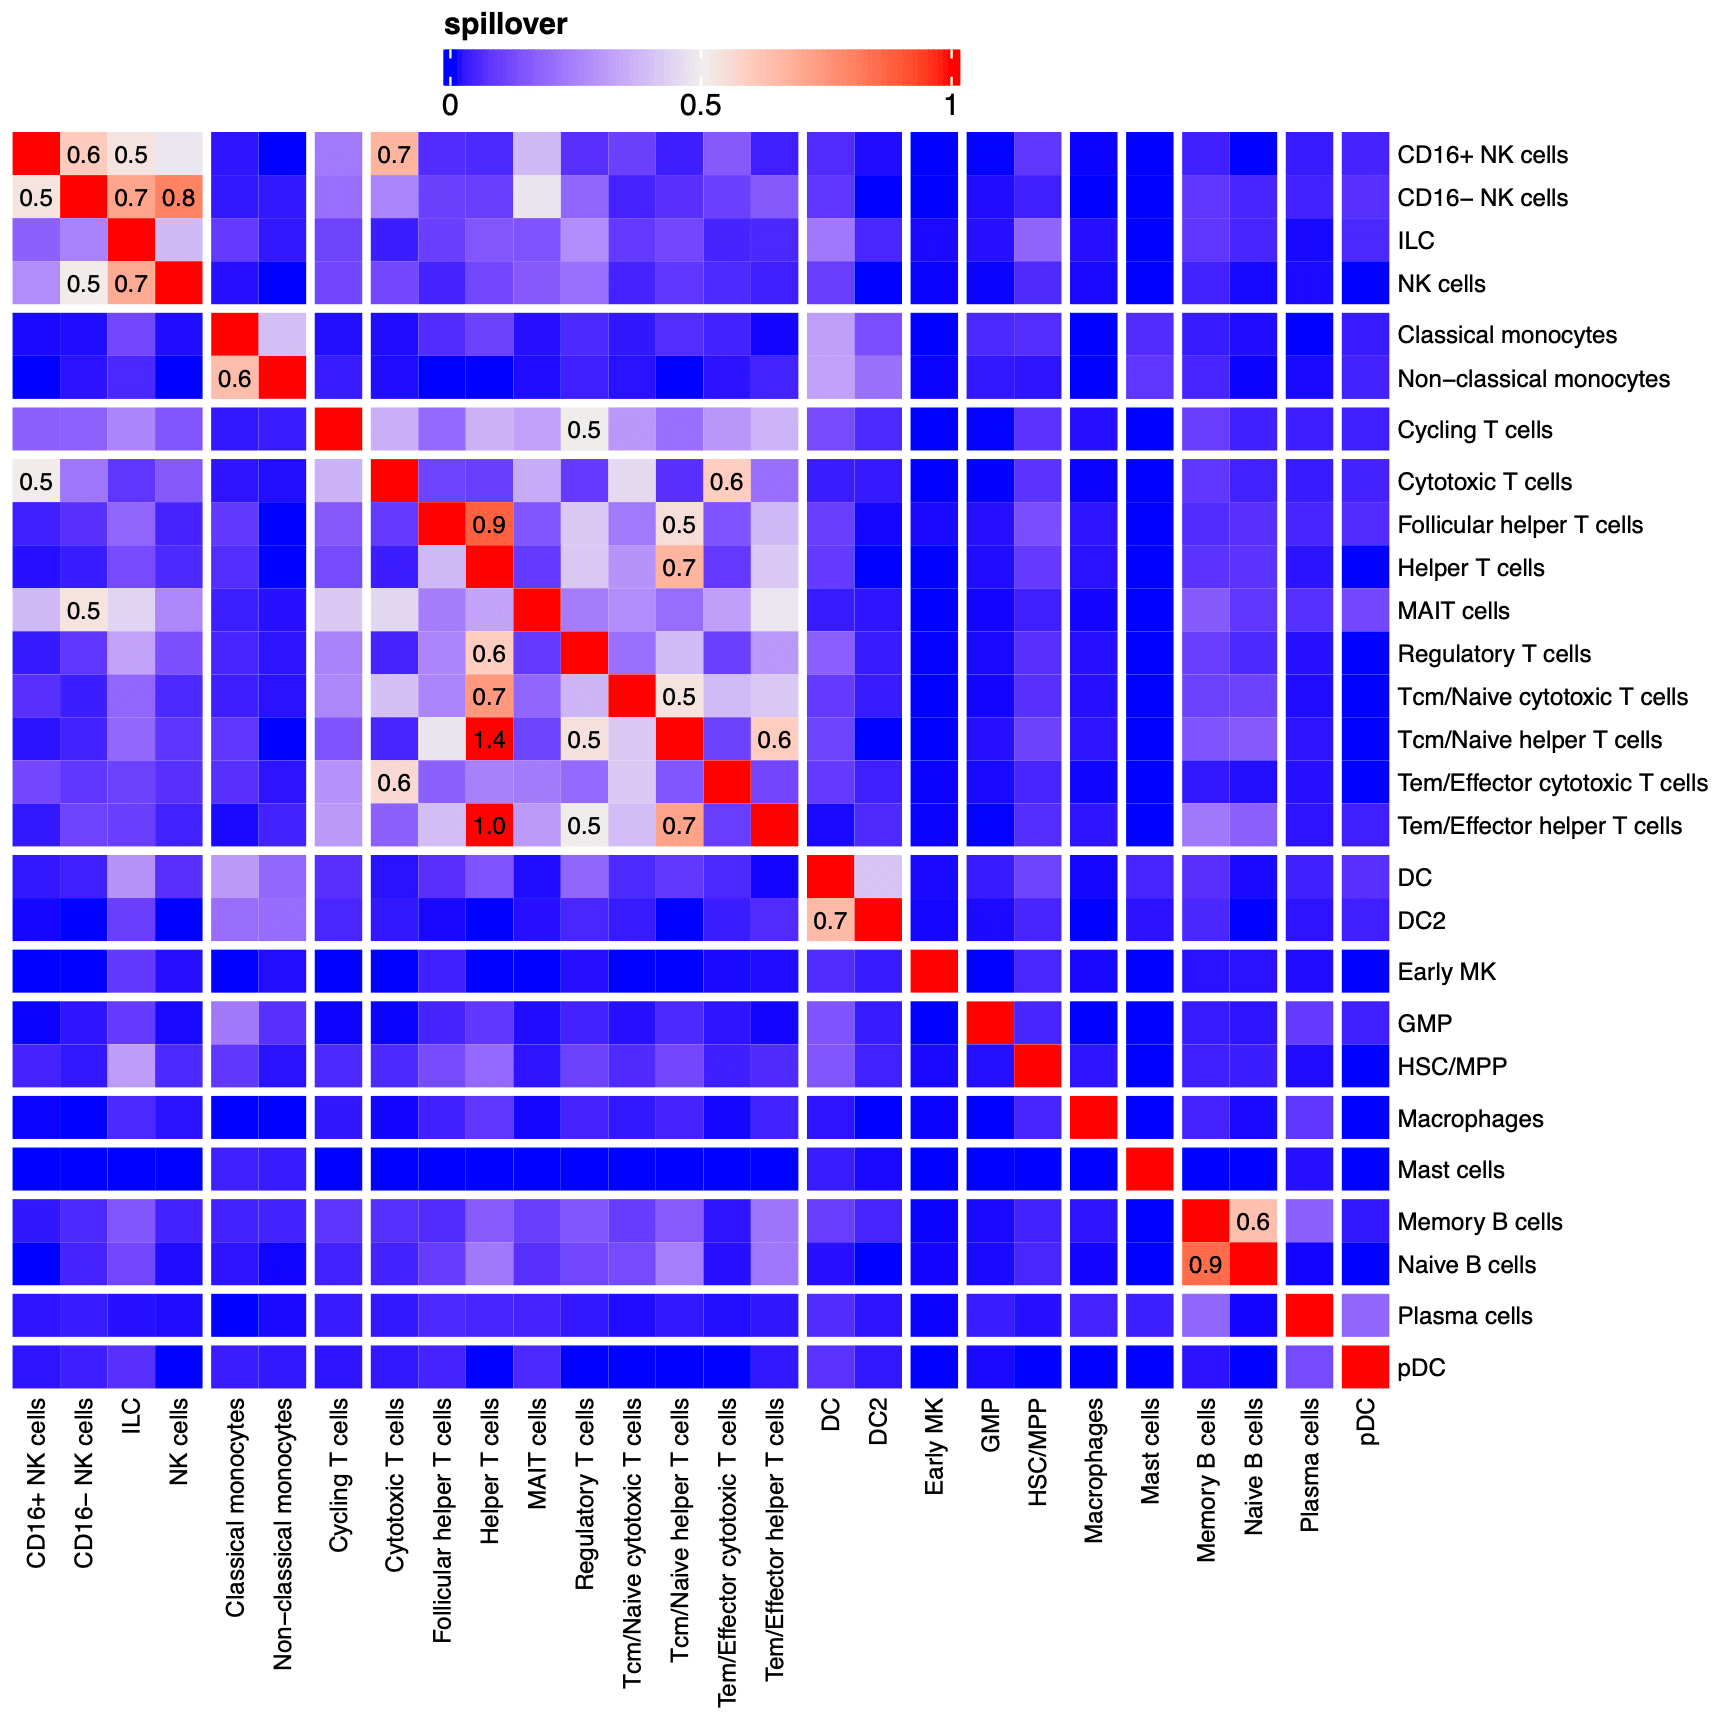 spillover
0 0.5 1
0.6 0.5 0.7 CD16+ NK cells
0.5 0.7 0.8 CD16− NK cells
ILC
0.5 0.7 NK cells
Classical monocytes
0.6 Non−classical monocytes
0.5 Cycling T cells
0.5 0.6 Cytotoxic T cells
0.9 0.5 Follicular helper T cells
0.7 Helper T cells
0.5 MAIT cells
0.6 Regulatory T cells
0.7 0.5 Tcm/Naive cytotoxic T cells
1.4 0.5 0.6 Tcm/Naive helper T cells
0.6 Tem/Effector cytotoxic T cells
1.0 0.5 0.7 Tem/Effector helper T cells
DC
0.7 DC2
Early MK
GMP
HSC/MPP
Macrophages
Mast cells
0.6 Memory B cells
0.9 Naive B cells
Plasma cells
pDC
CD16+ NK cells
CD16− NK cells
ILC
NK cells
Classical monocytes
Non−classical monocytes
Cycling T cells
Cytotoxic T cells
Follicular helper T cells
Helper T cells
MAIT cells
Regulatory T cells
Tcm/Naive cytotoxic T cells
Tcm/Naive helper T cells
Tem/Effector cytotoxic T cells
Tem/Effector helper T cells
DC
DC2
Early MK
GMP
HSC/MPP
Macrophages
Mast cells
Memory B cells
Naive B cells
Plasma cells
pDC